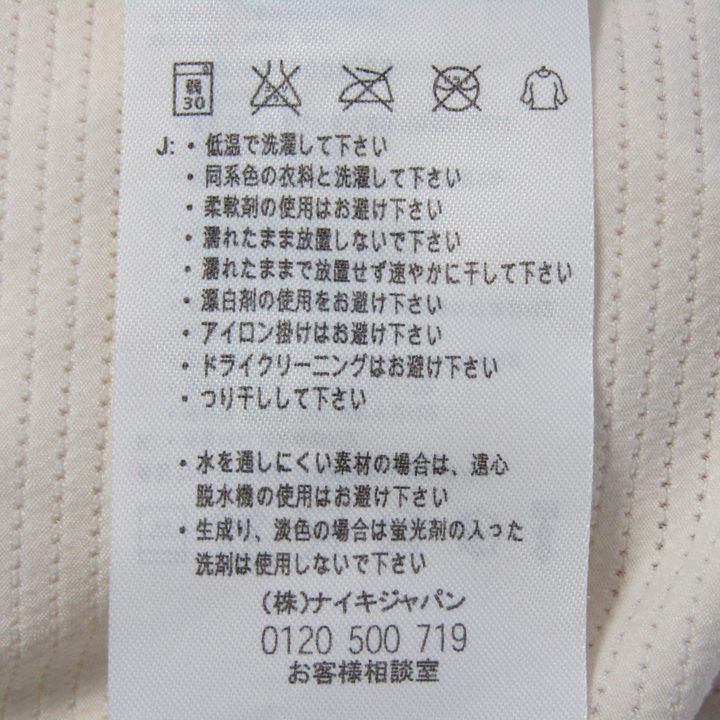 弱
30
J: ・低温で洗濯して下さい
・同系色の衣料と洗濯して下さい
・柔軟剤の使用はお避け下さい
・濡れたまま放置しないで下さい
・濡れたままで放置せず速やかに干して下さい
・漂白剤の使用をお避け下さい
・アイロン掛けはお避け下さい
・ドライクリーニングはお避け下さい
・つり干しして下さい
・水を通しにくい素材の場合は、遠心
脱水機の使用はお避け下さい
・生成り、淡色の場合は蛍光剤の入った
洗剤は使用しないで下さい
(株)ナイキジャパン
0120 500 719
お客様相談室